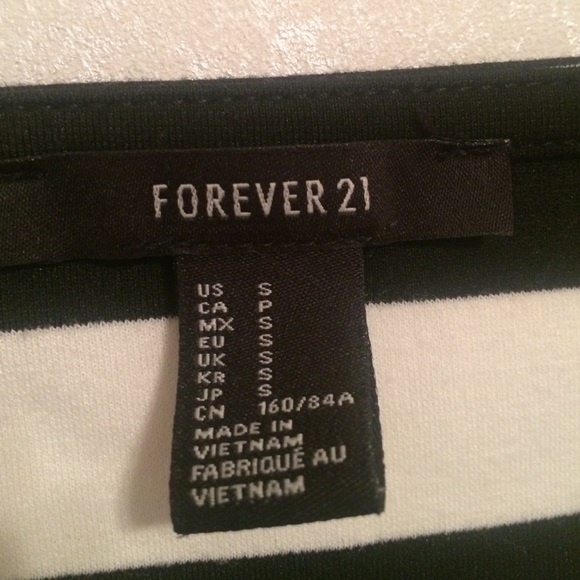 FOREVER 21
US S
CA P
MX S
EU S
UK S
KR S
JP S
CN 160/84A
MADE IN
VIETNAM
FABRIQUÉ AU
VIETNAM